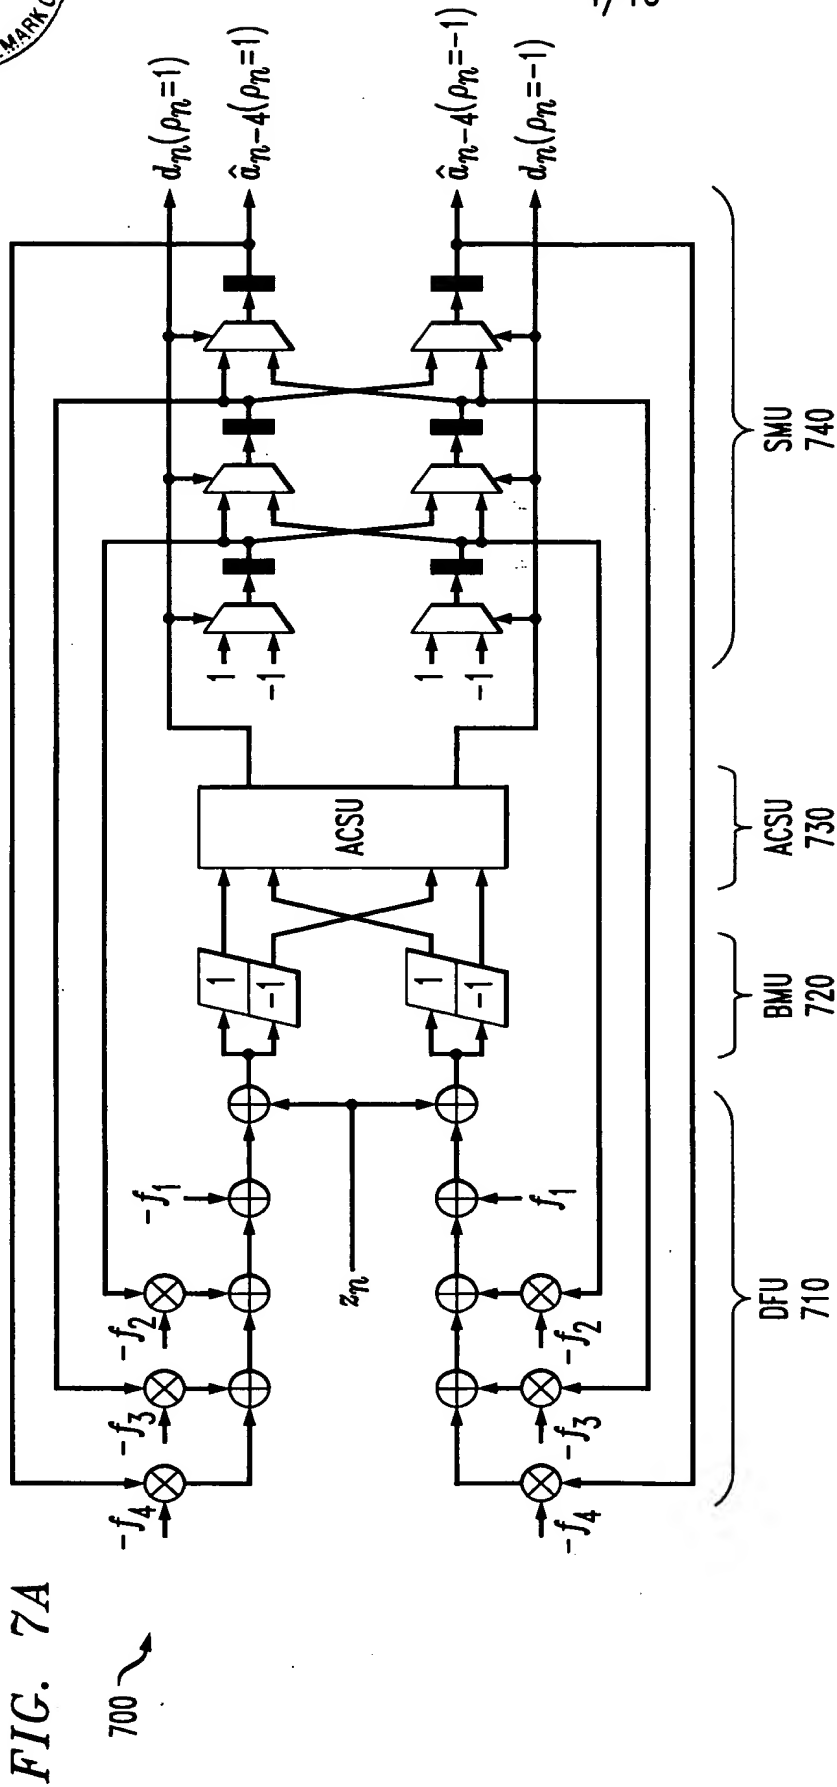 FIG. 7A
700
-f4
-f3
-f2
-f1
zn
f1
-f2
-f3
-f4
1
-1
1
-1
ACSU
1
-1
1
-1
dn(ρn=1)
ân-4(ρn=1)
ân-4(ρn=-1)
dn(ρn=-1)
DFU
710
BMU
720
ACSU
730
SMU
740